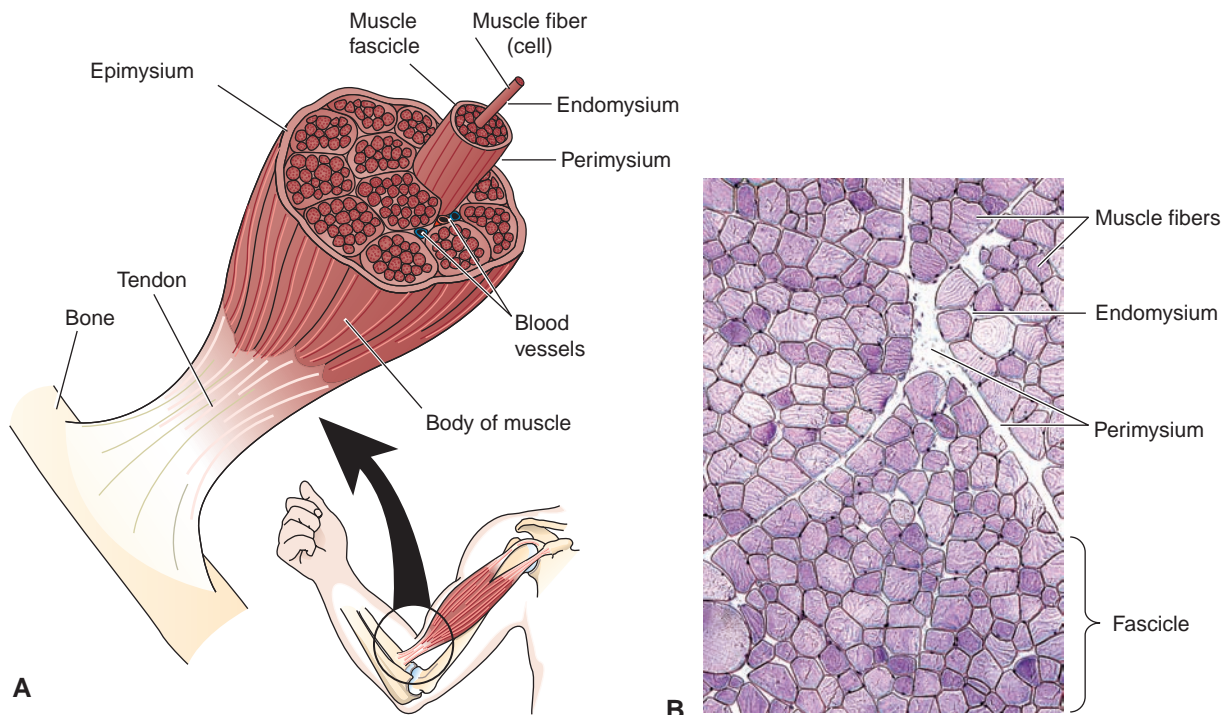 Muscle
fascicle
Muscle fiber
(cell)
Epimysium
Endomysium
Perimysium
Tendon
Bone
Blood
vessels
Body of muscle
A
Muscle fibers
Endomysium
Perimysium
Fascicle
B